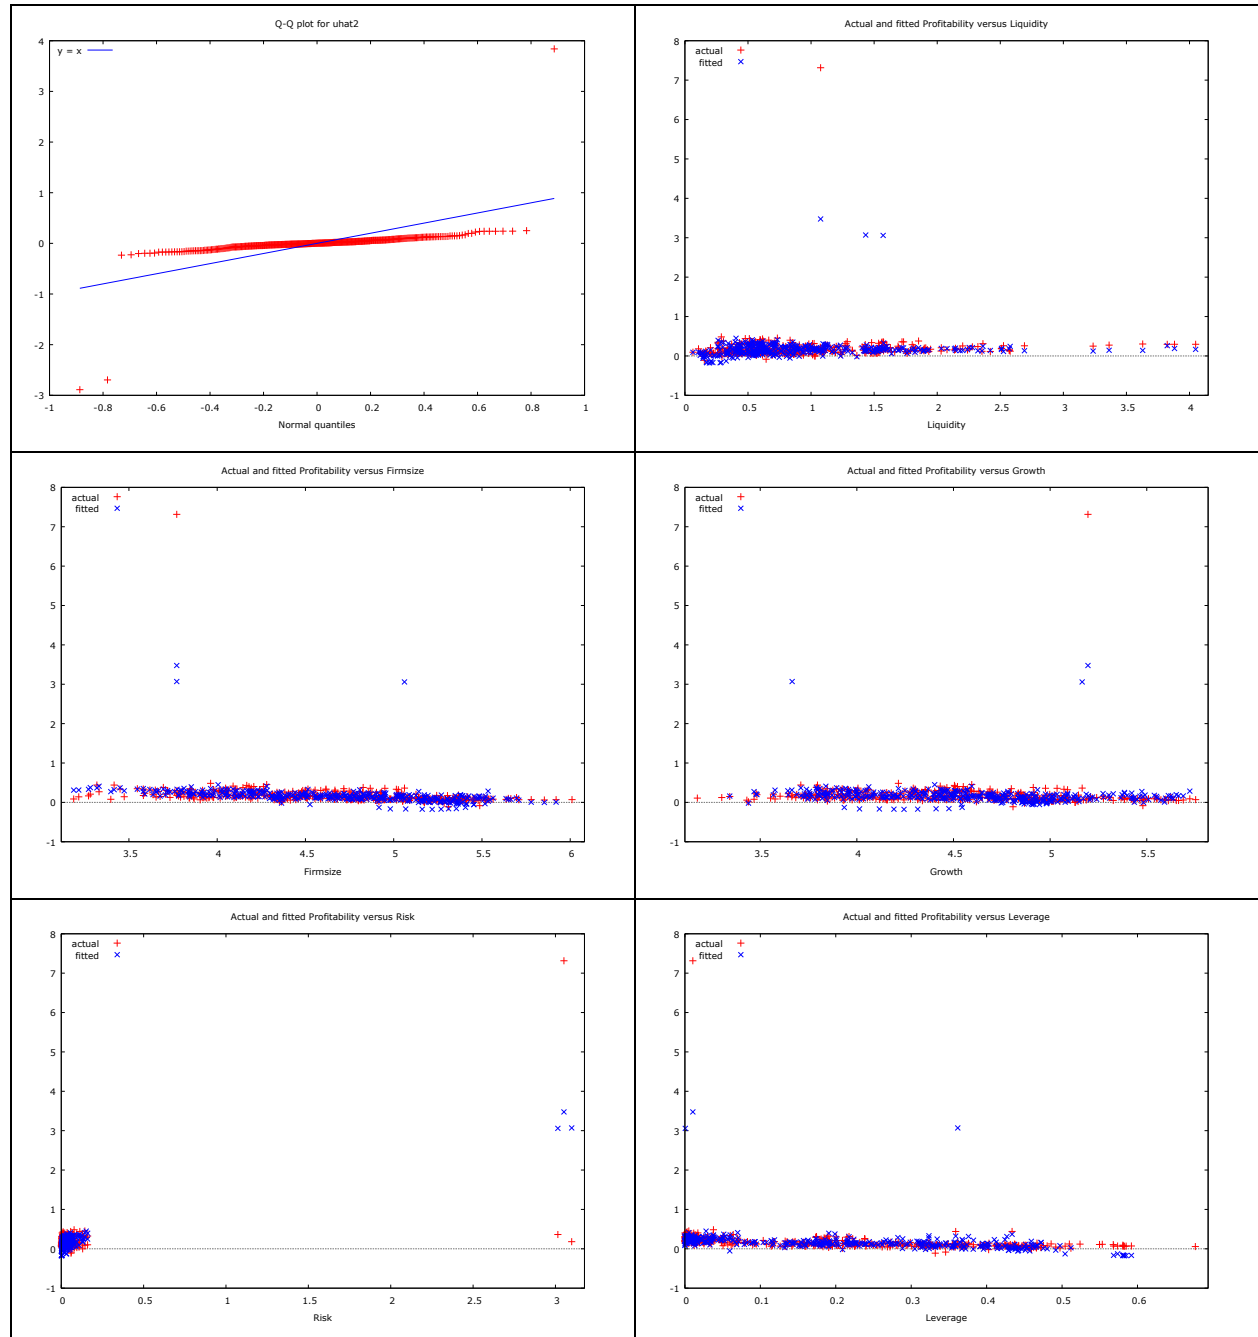 Q-Q plot for uhat2
y = x
4
3
2
1
0
-1
-2
-3
-1 -0.8 -0.6 -0.4 -0.2 0 0.2 0.4 0.6 0.8 1
Normal quantiles
Actual and fitted Profitability versus Liquidity
actual
fitted
8
7
6
5
4
3
2
1
0
-1
0 0.5 1 1.5 2 2.5 3 3.5 4
Liquidity
Actual and fitted Profitability versus Firmsize
actual
fitted
8
7
6
5
4
3
2
1
0
-1
3.5 4 4.5 5 5.5 6
Firmsize
Actual and fitted Profitability versus Growth
actual
fitted
8
7
6
5
4
3
2
1
0
-1
3.5 4 4.5 5 5.5
Growth
Actual and fitted Profitability versus Risk
actual
fitted
8
7
6
5
4
3
2
1
0
-1
0 0.5 1 1.5 2 2.5 3
Risk
Actual and fitted Profitability versus Leverage
actual
fitted
8
7
6
5
4
3
2
1
0
-1
0 0.1 0.2 0.3 0.4 0.5 0.6
Leverage